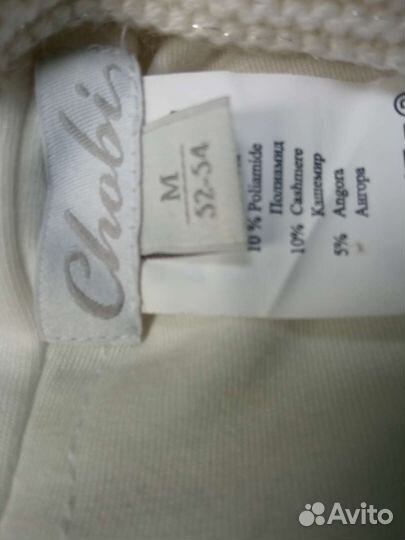 Chobi
M
52-54
10 % Poliamide
Полиамид
10% Cashmere
Кашемир
5% Angora
Ангора
Avito